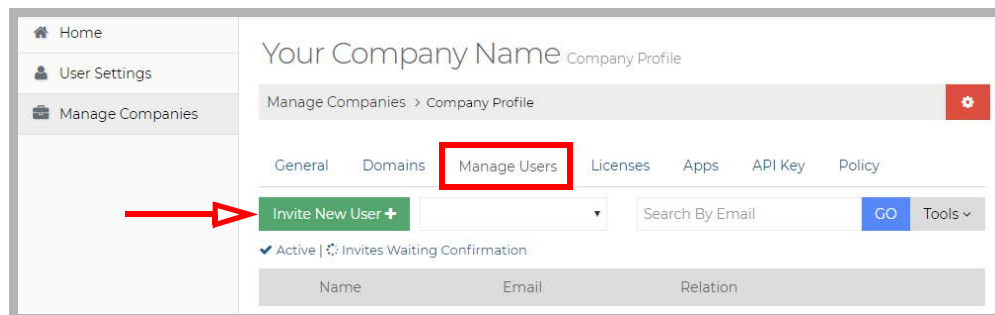 Home
User Settings
Manage Companies
Your Company Name Company Profile
Manage Companies > Company Profile
General Domains Manage Users Licenses Apps API Key Policy
Invite New User + Search By Email GO Tools
Active | Invites Waiting Confirmation
Name Email Relation